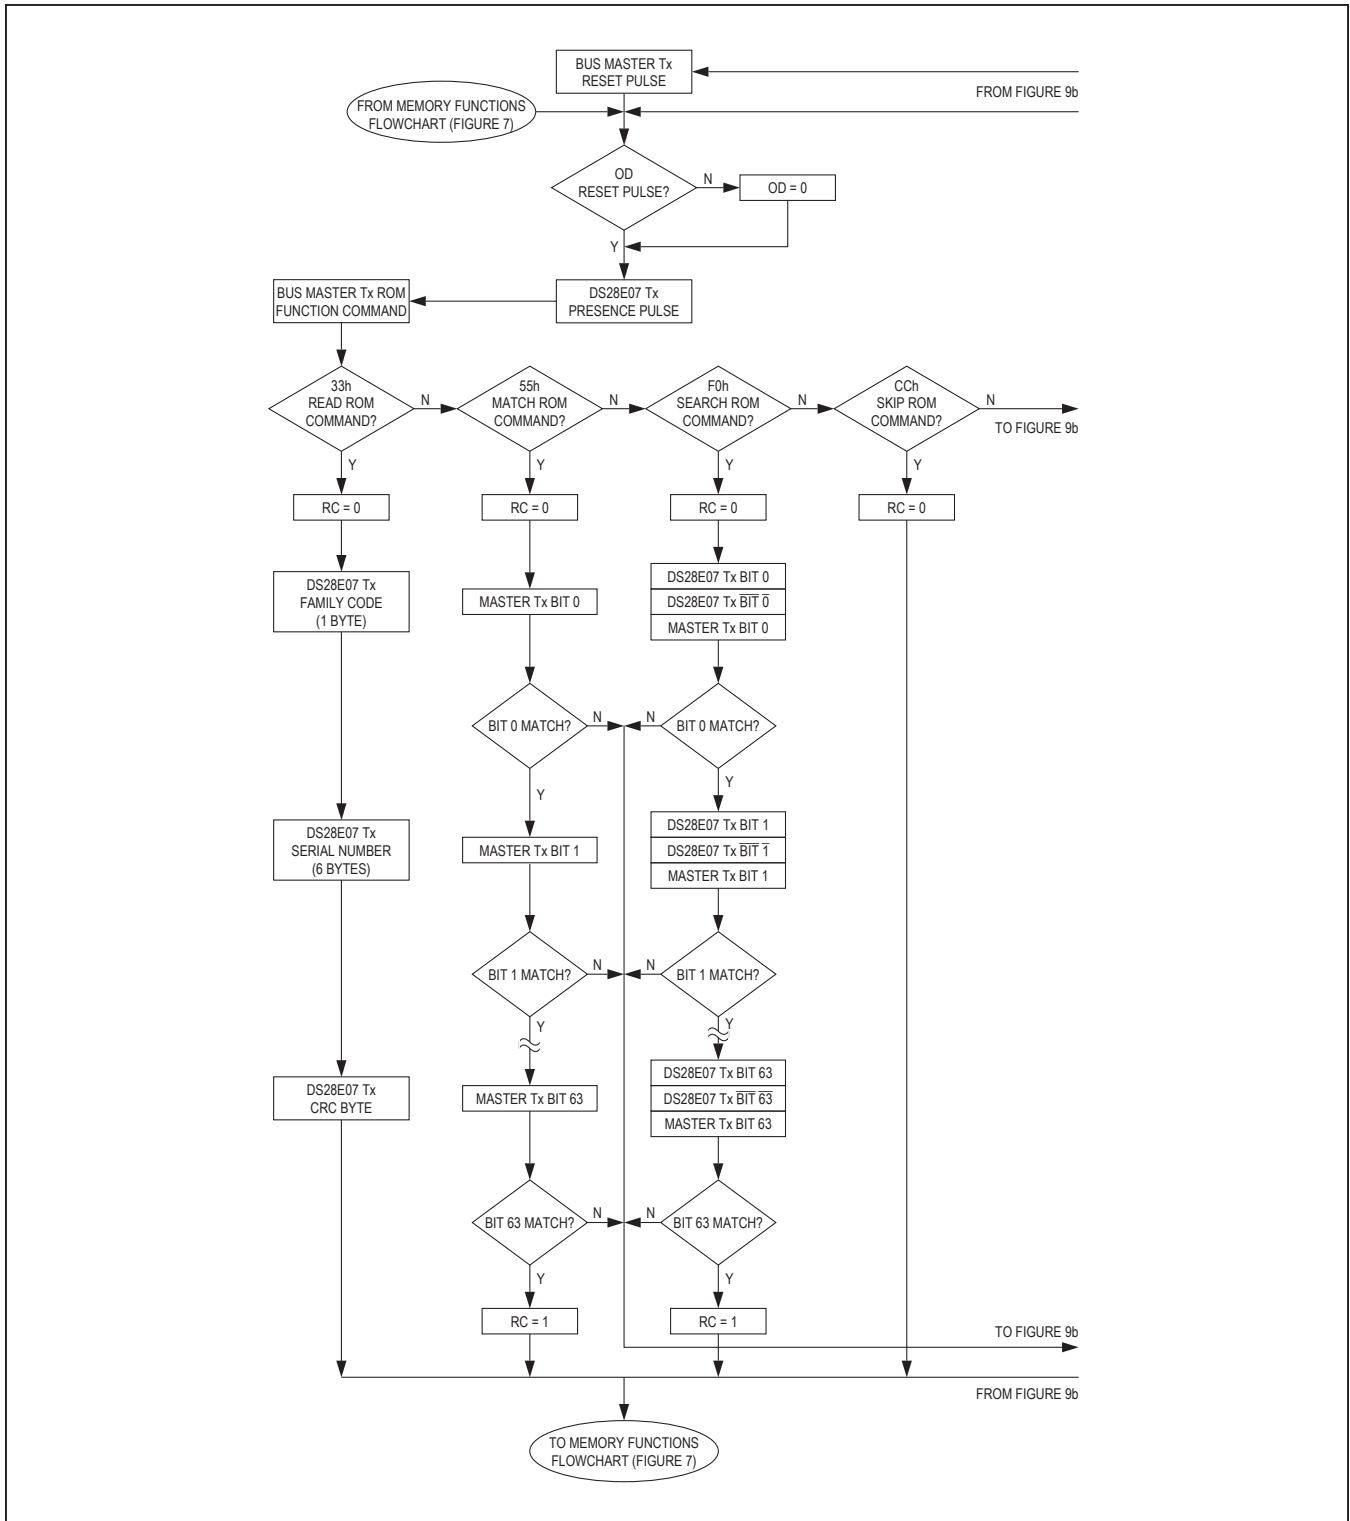 BUS MASTER Tx
RESET PULSE
FROM FIGURE 9b
FROM MEMORY FUNCTIONS
FLOWCHART (FIGURE 7)
OD
RESET PULSE?
N
OD = 0
Y
BUS MASTER Tx ROM
FUNCTION COMMAND
DS28E07 Tx
PRESENCE PULSE
33h
READ ROM
COMMAND?
N
55h
MATCH ROM
COMMAND?
N
F0h
SEARCH ROM
COMMAND?
N
CCh
SKIP ROM
COMMAND?
N
TO FIGURE 9b
Y
Y
Y
Y
RC = 0
RC = 0
RC = 0
RC = 0
DS28E07 Tx
FAMILY CODE
(1 BYTE)
MASTER Tx BIT 0
DS28E07 Tx BIT 0
DS28E07 Tx B̅I̅T̅ 0̅
MASTER Tx BIT 0
BIT 0 MATCH?
N
N
BIT 0 MATCH?
Y
Y
DS28E07 Tx
SERIAL NUMBER
(6 BYTES)
MASTER Tx BIT 1
DS28E07 Tx BIT 1
DS28E07 Tx B̅I̅T̅ 1̅
MASTER Tx BIT 1
BIT 1 MATCH?
N
N
BIT 1 MATCH?
Y
Y
DS28E07 Tx
CRC BYTE
MASTER Tx BIT 63
DS28E07 Tx BIT 63
DS28E07 Tx B̅I̅T̅ 6̅3̅
MASTER Tx BIT 63
BIT 63 MATCH?
N
N
BIT 63 MATCH?
Y
Y
RC = 1
RC = 1
TO FIGURE 9b
FROM FIGURE 9b
TO MEMORY FUNCTIONS
FLOWCHART (FIGURE 7)